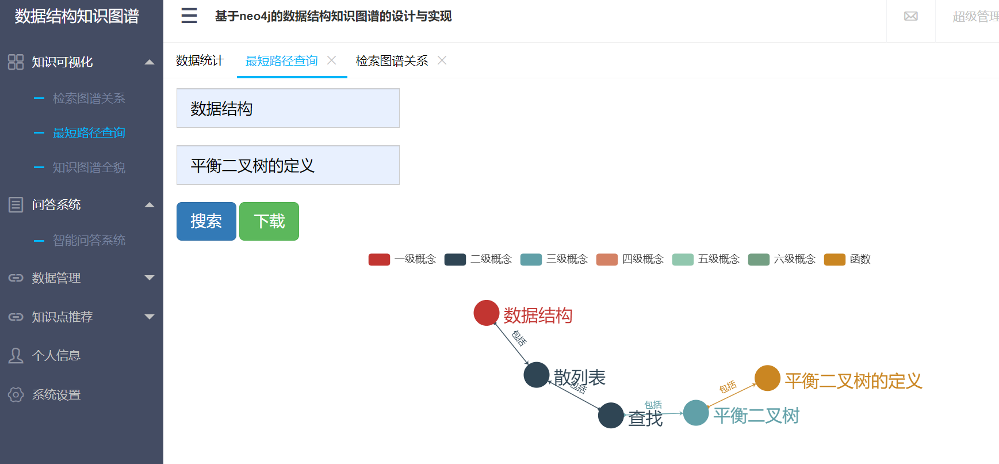 数据结构知识图谱
知识可视化
检索图谱关系
最短路径查询
知识图谱全貌
问答系统
智能问答系统
数据管理
知识点推荐
个人信息
系统设置
基于neo4j的数据结构知识图谱的设计与实现
超级管理
数据统计 最短路径查询 检索图谱关系
数据结构
平衡二叉树的定义
搜索 下载
一级概念 二级概念 三级概念 四级概念 五级概念 六级概念 函数
数据结构
包括
散列表
包括
查找
包括
平衡二叉树
包括
平衡二叉树的定义